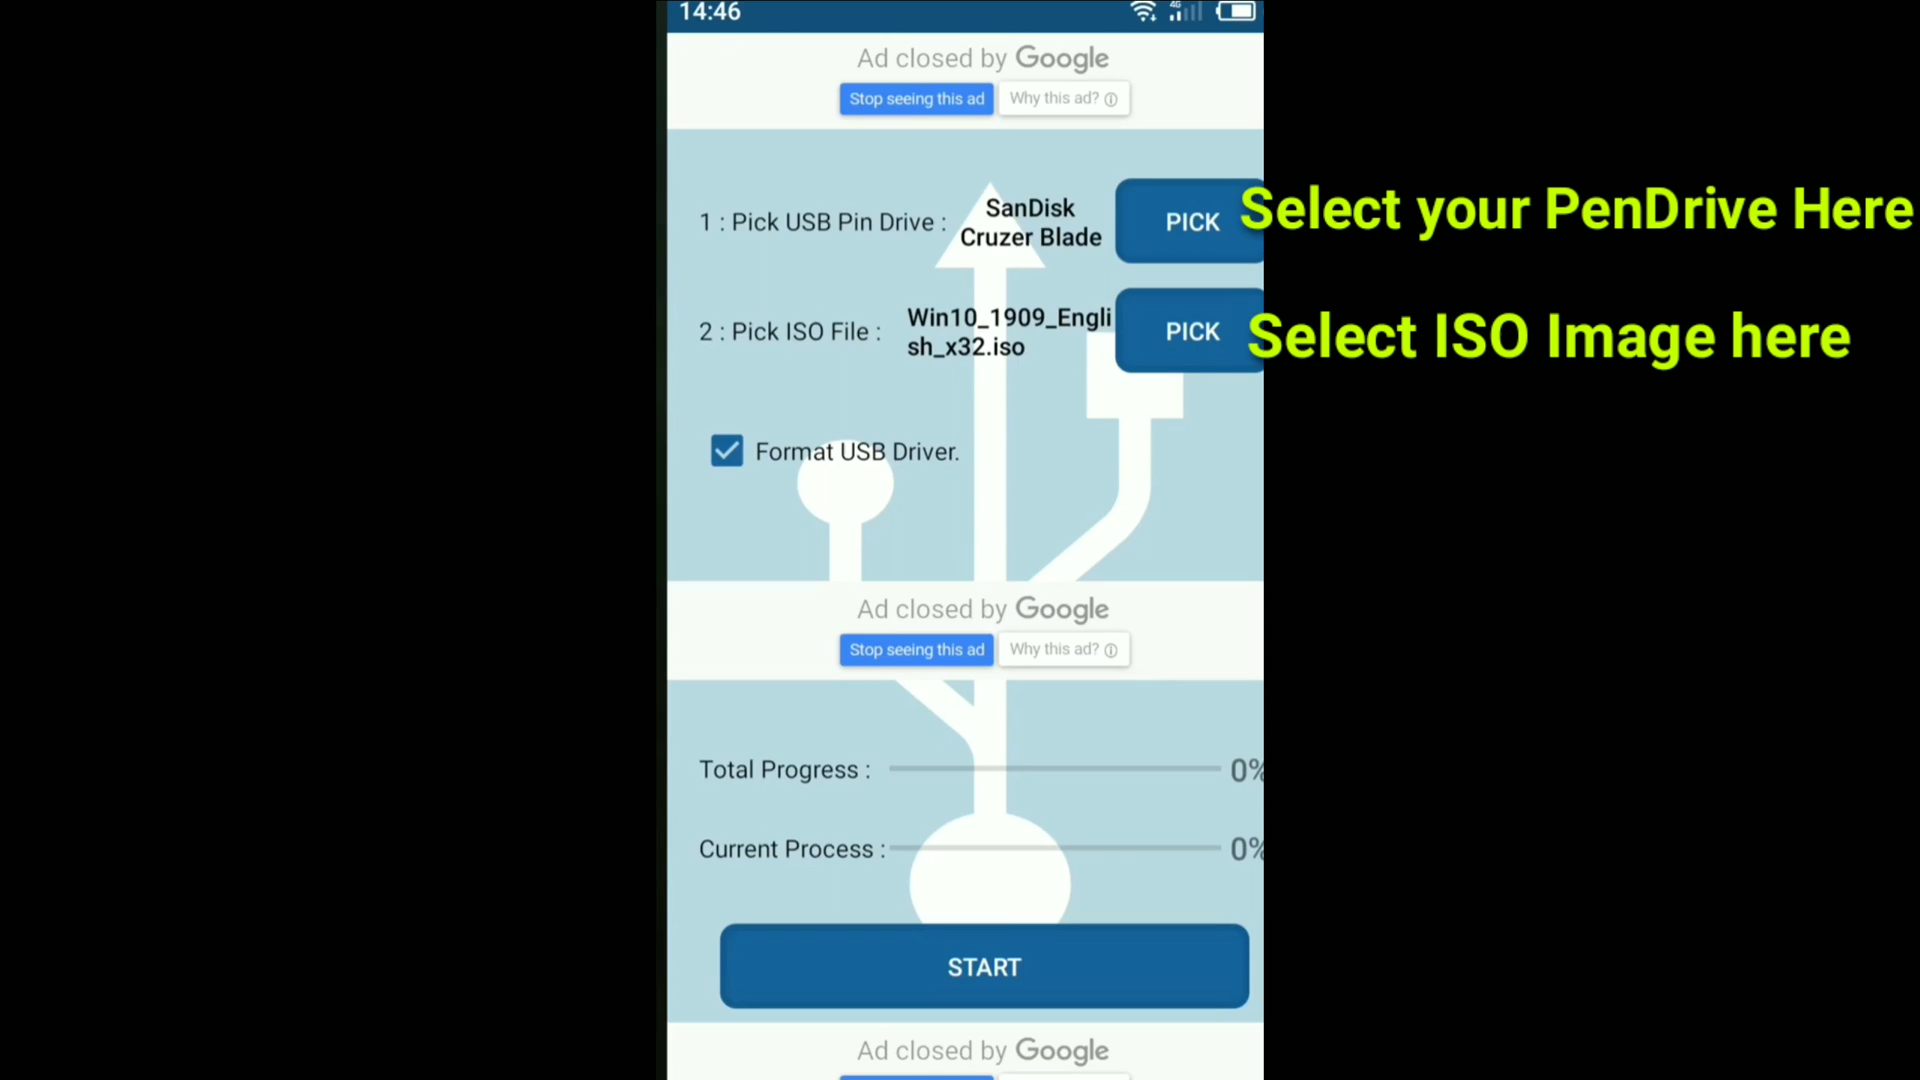 14:46
4G
Ad closed by Google
Stop seeing this ad
Why this ad?
1 : Pick USB Pin Drive :
SanDisk
Cruzer Blade
PICK
Select your PenDrive Here
2 : Pick ISO File :
Win10_1909_Engli
sh_x32.iso
PICK
Select ISO Image here
Format USB Driver.
Ad closed by Google
Stop seeing this ad
Why this ad?
Total Progress :
0%
Current Process :
0%
START
Ad closed by Google